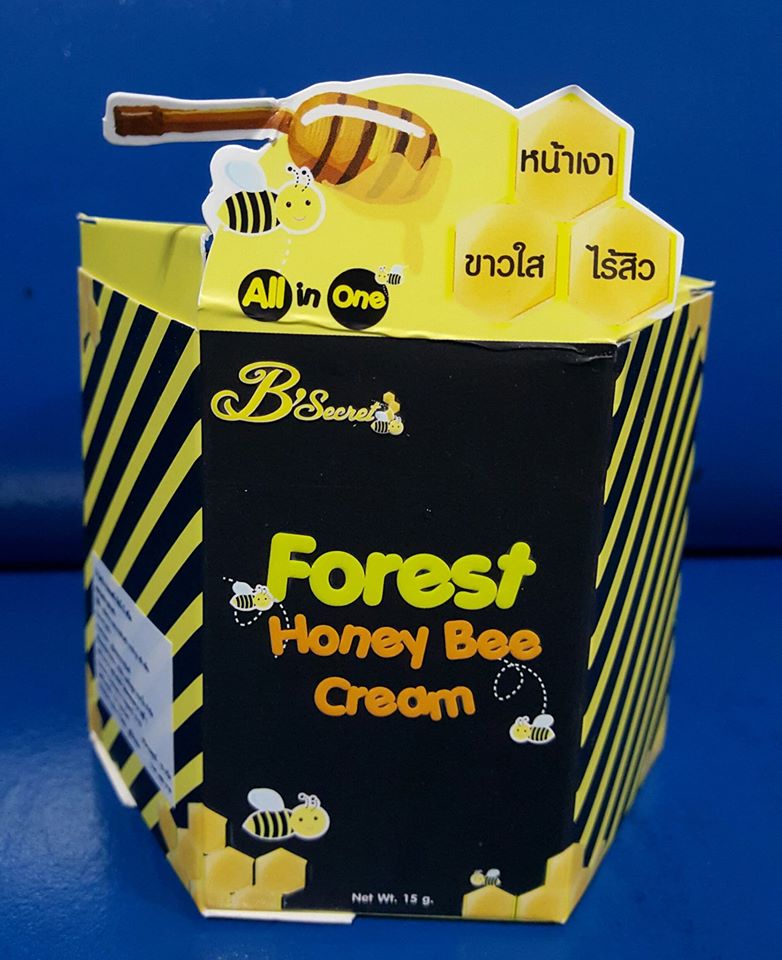 หน้าเงา
ขาวใส
ไร้สิว
All in One
B'Secret
Forest
Honey Bee
Cream
Net Wt. 15 g.